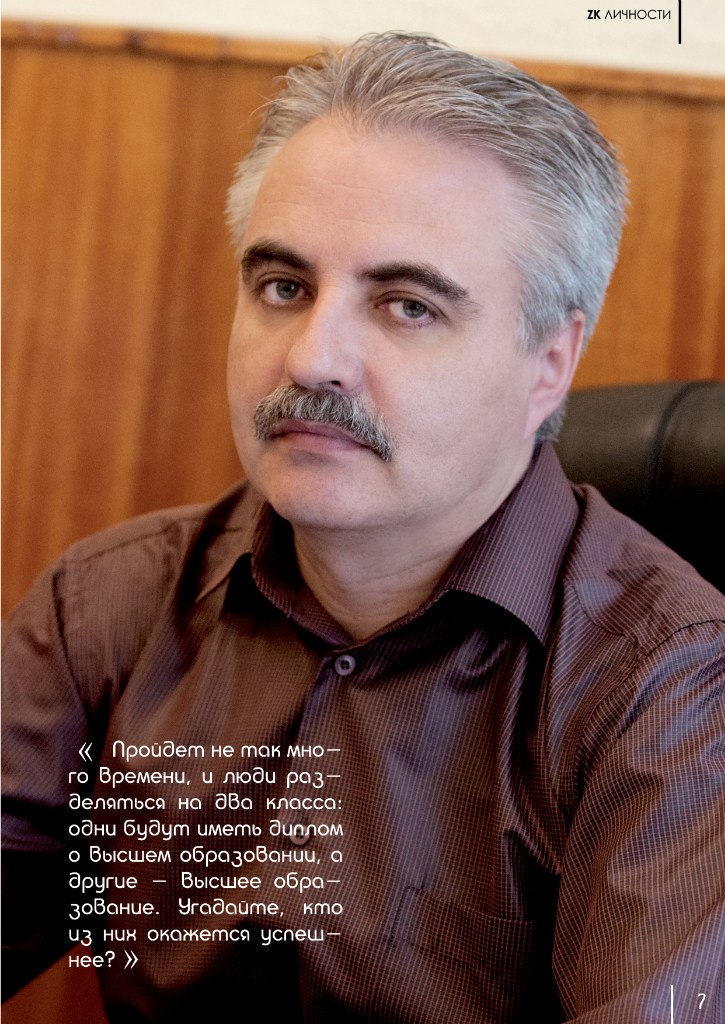 ZK ЛИЧНОСТИ
« Пройдет не так мно–
го времени, и люди раз–
деляться на два класса:
одни будут иметь диплом
о высшем образовании, а
другие – высшее обра–
зование. Угадайте, кто
из них окажется успеш–
нее? »
7